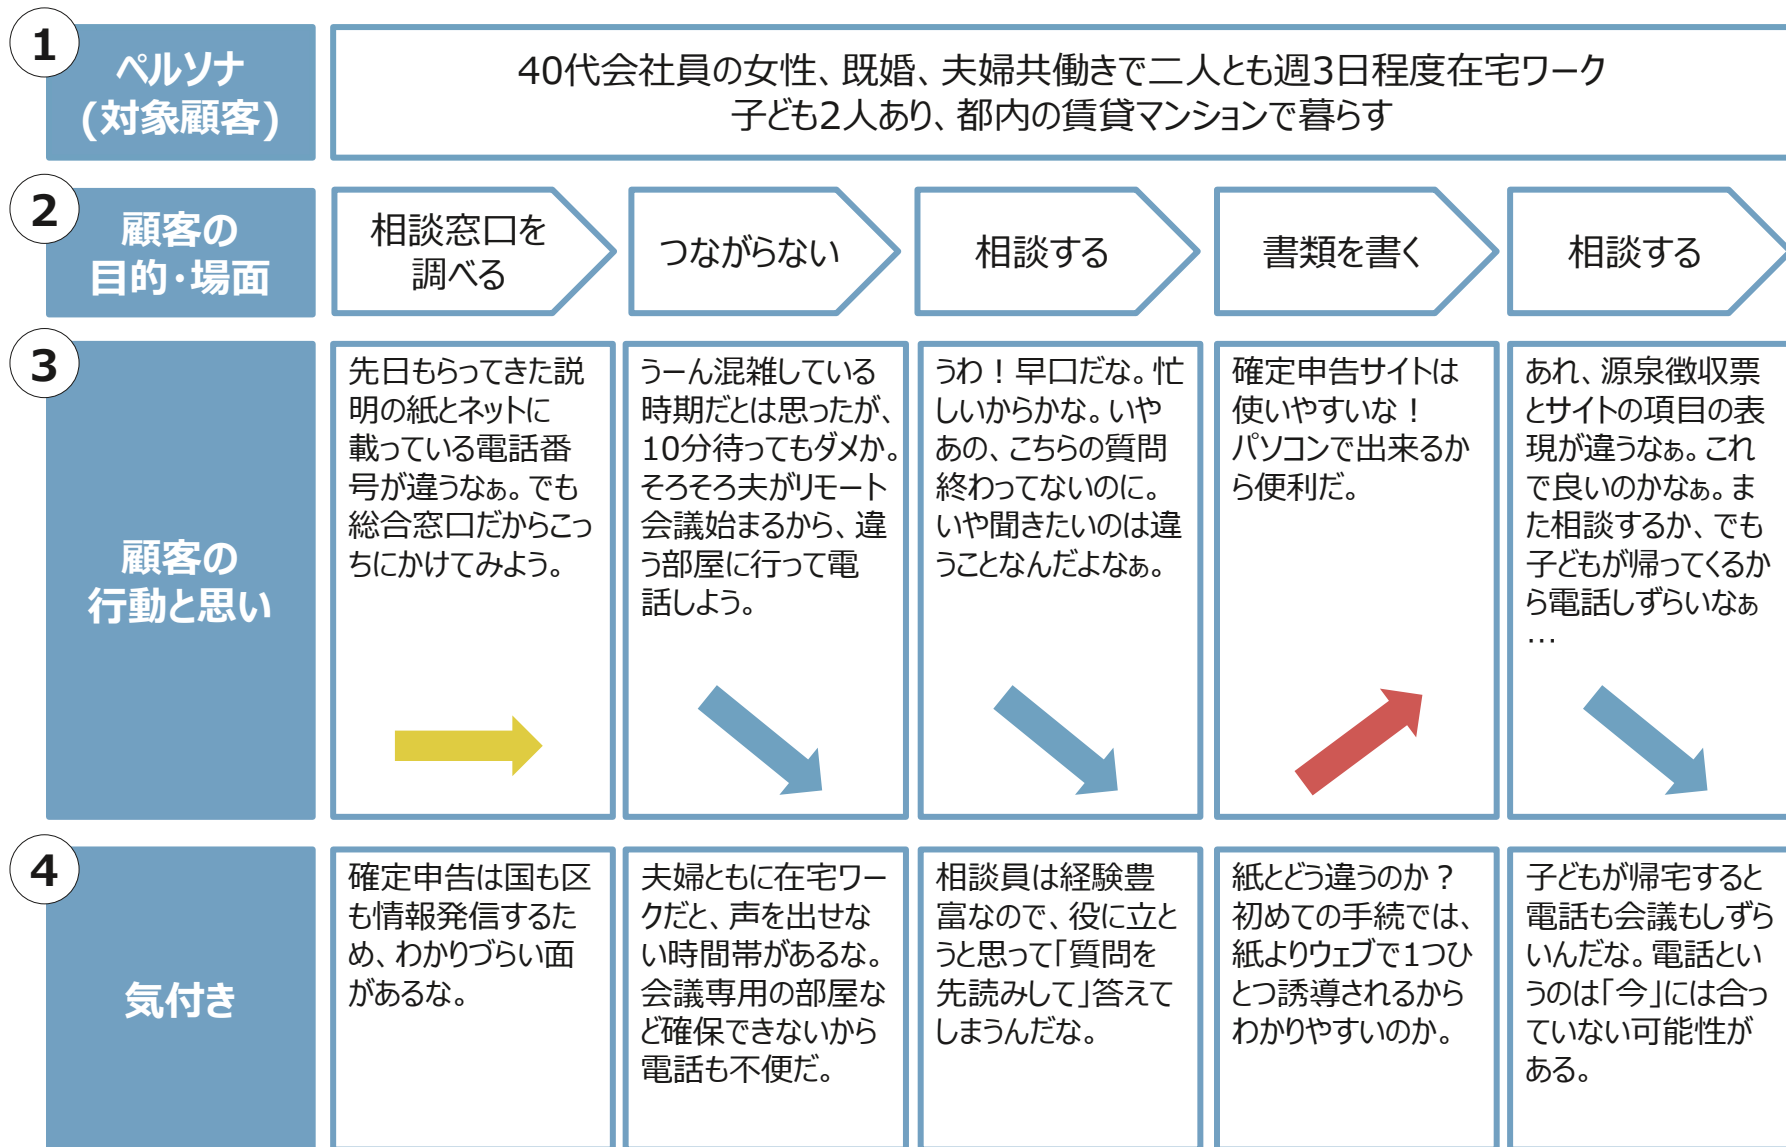 1
ペルソナ
(対象顧客)
40代会社員の女性、既婚、夫婦共働きで二人とも週3日程度在宅ワーク
子ども2人あり、都内の賃貸マンションで暮らす
2
顧客の
目的・場面
相談窓口を
調べる
つながらない
相談する
書類を書く
相談する
3
顧客の
行動と思い
先日もらってきた説
明の紙とネットに
載っている電話番
号が違うなぁ。でも
総合窓口だからこっ
ちにかけてみよう。
うーん混雑している
時期だとは思ったが、
10分待ってもダメか。
そろそろ夫がリモート
会議始まるから、違
う部屋に行って電
話しよう。
うわ！早口だな。忙
しいからかな。いや
あの、こちらの質問
終わってないのに。
いや聞きたいのは違
うことなんだよなぁ。
確定申告サイトは
使いやすいな！
パソコンで出来るか
ら便利だ。
あれ、源泉徴収票
とサイトの項目の表
現が違うなぁ。これ
で良いのかなぁ。ま
た相談するか、でも
子どもが帰ってくるか
ら電話しずらいなぁ
…
4
気付き
確定申告は国も区
も情報発信するた
め、わかりづらい面
があるな。
夫婦ともに在宅ワー
クだと、声を出せな
い時間帯があるな。
会議専用の部屋な
ど確保できないから
電話も不便だ。
相談員は経験豊
富なので、役に立と
うと思って「質問を
先読みして」答えて
しまうんだな。
紙とどう違うのか？
初めての手続では、
紙よりウェブで1つひ
とつ誘導されるから
わかりやすいのか。
子どもが帰宅すると
電話も会議もしずら
いんだな。電話とい
うのは「今」には合っ
ていない可能性が
ある。